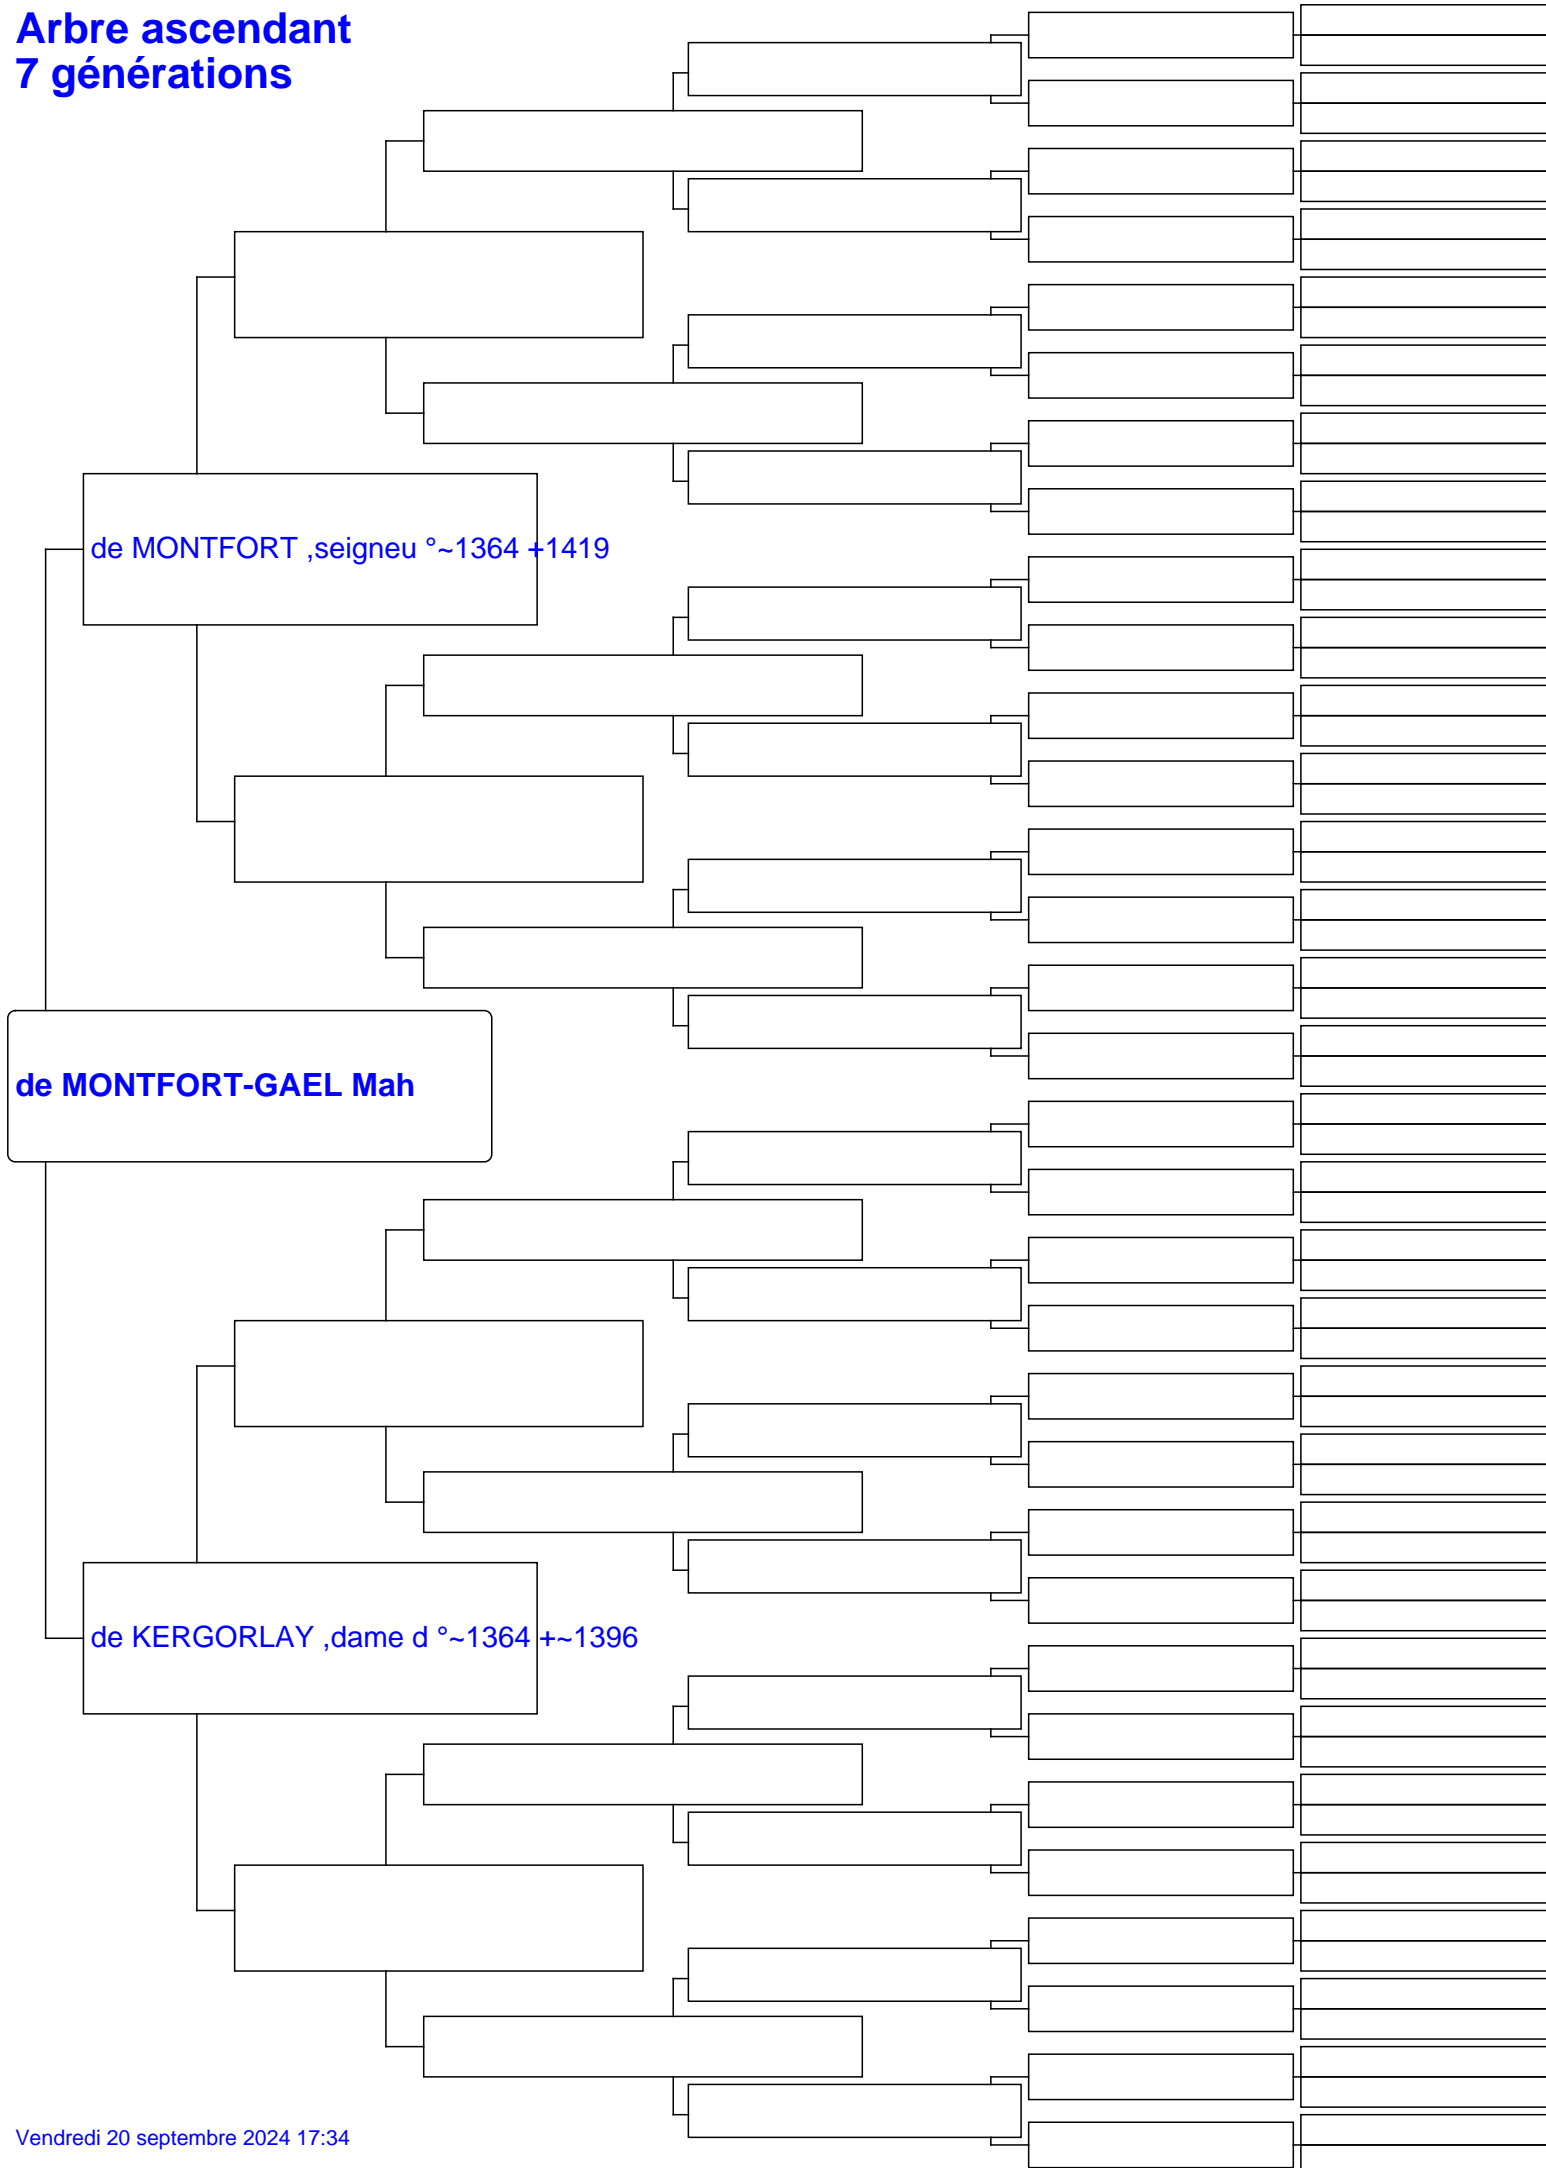 Arbre ascendant
7 générations
de MONTFORT ,seigneu °~1364 +1419
de MONTFORT-GAEL Mah
de KERGORLAY ,dame d °~1364 +~1396
Vendredi 20 septembre 2024 17:34